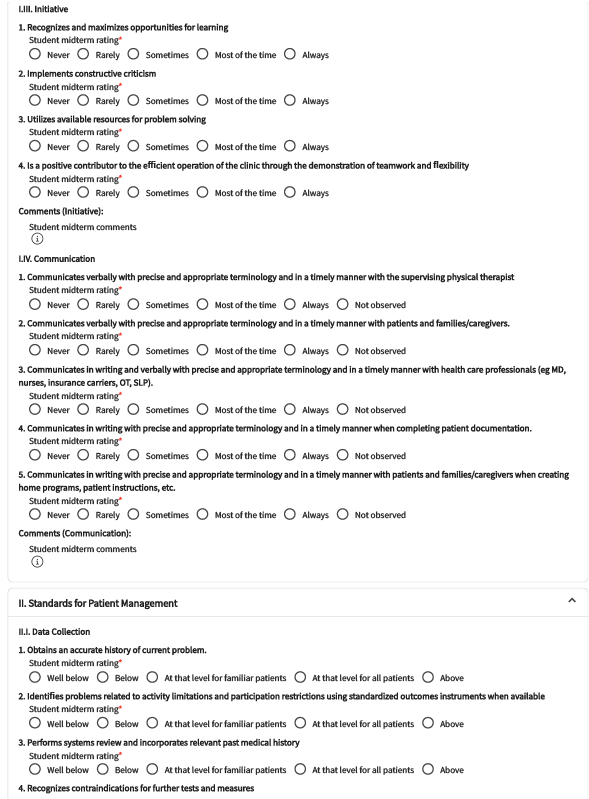 I.III. Initiative
1. Recognizes and maximizes opportunities for learning
Student midterm rating*
Never Rarely Sometimes Most of the time Always
2. Implements constructive criticism
Student midterm rating*
Never Rarely Sometimes Most of the time Always
3. Utilizes available resources for problem solving
Student midterm rating*
Never Rarely Sometimes Most of the time Always
4. Is a positive contributor to the efficient operation of the clinic through the demonstration of teamwork and flexibility
Student midterm rating*
Never Rarely Sometimes Most of the time Always
Comments (Initiative):
Student midterm comments
I.IV. Communication
1. Communicates verbally with precise and appropriate terminology and in a timely manner with the supervising physical therapist
Student midterm rating*
Never Rarely Sometimes Most of the time Always Not observed
2. Communicates verbally with precise and appropriate terminology and in a timely manner with patients and families/caregivers.
Student midterm rating*
Never Rarely Sometimes Most of the time Always Not observed
3. Communicates in writing and verbally with precise and appropriate terminology and in a timely manner with health care professionals (eg MD,
nurses, insurance carriers, OT, SLP).
Student midterm rating*
Never Rarely Sometimes Most of the time Always Not observed
4. Communicates in writing with precise and appropriate terminology and in a timely manner when completing patient documentation.
Student midterm rating*
Never Rarely Sometimes Most of the time Always Not observed
5. Communicates in writing with precise and appropriate terminology and in a timely manner with patients and families/caregivers when creating
home programs, patient instructions, etc.
Student midterm rating*
Never Rarely Sometimes Most of the time Always Not observed
Comments (Communication):
Student midterm comments
II. Standards for Patient Management
II.I. Data Collection
1. Obtains an accurate history of current problem.
Student midterm rating*
Well below Below At that level for familiar patients At that level for all patients Above
2. Identifies problems related to activity limitations and participation restrictions using standardized outcomes instruments when available
Student midterm rating*
Well below Below At that level for familiar patients At that level for all patients Above
3. Performs systems review and incorporates relevant past medical history
Student midterm rating*
Well below Below At that level for familiar patients At that level for all patients Above
4. Recognizes contraindications for further tests and measures